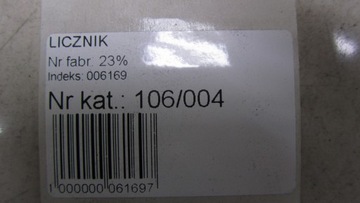 LICZNIK
Nr fabr. 23%
Indeks: 006169
Nr kat.: 106/004
1 000000 061697